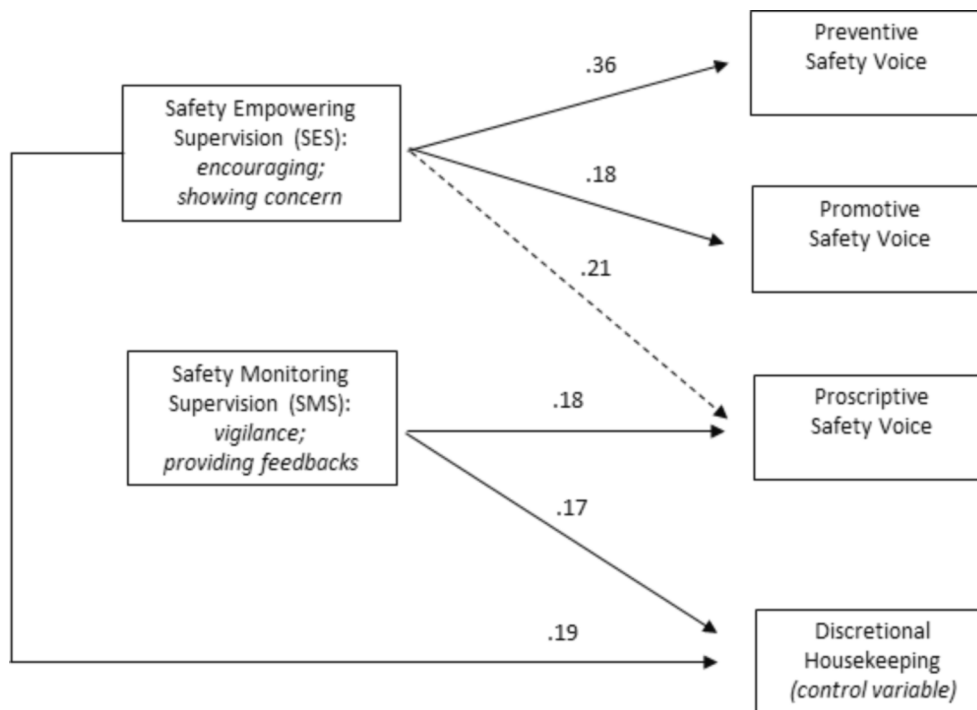 Preventive
Safety Voice
.36
Safety Empowering
Supervision (SES):
encouraging;
showing concern
.18
Promotive
Safety Voice
.21
Safety Monitoring
Supervision (SMS):
vigilance;
providing feedbacks
.18
Proscriptive
Safety Voice
.17
.19
Discretional
Housekeeping
(control variable)